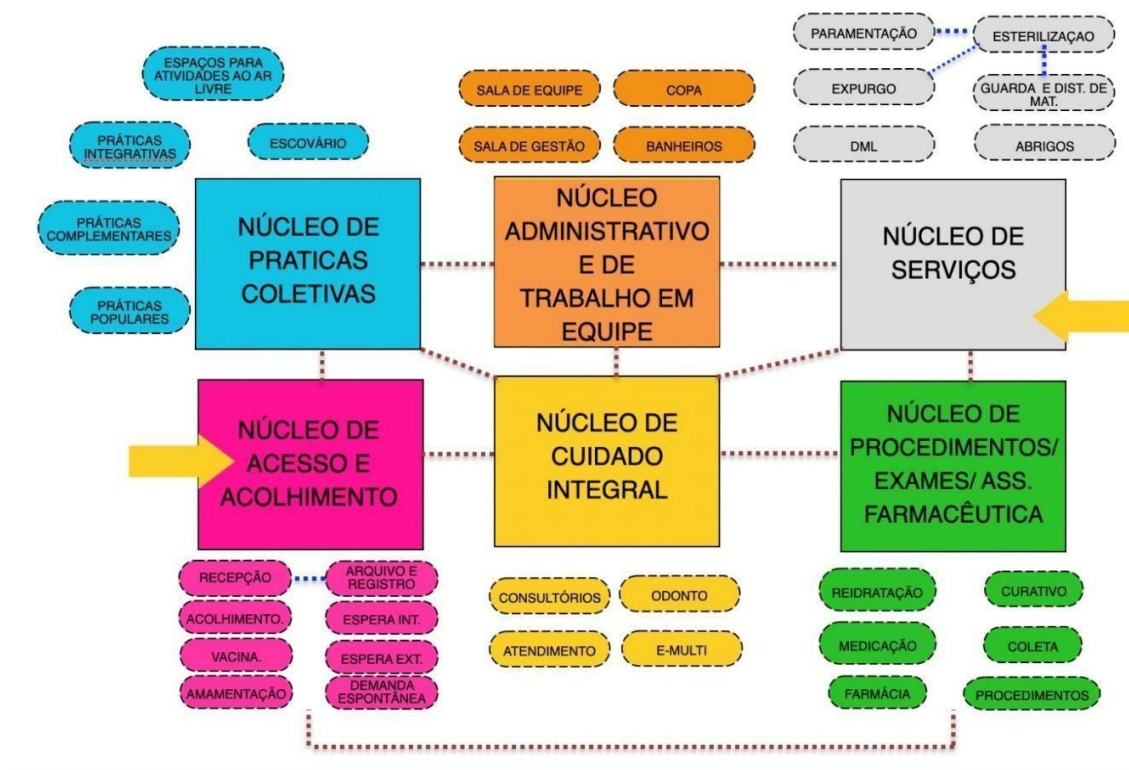 ESPAÇOS PARA
ATIVIDADES AO AR
LIVRE
PRÁTICAS
INTEGRATIVAS
ESCOVÁRIO
PRÁTICAS
COMPLEMENTARES
PRÁTICAS
POPULARES
NÚCLEO DE
PRATICAS
COLETIVAS
SALA DE EQUIPE
COPA
SALA DE GESTÃO
BANHEIROS
NÚCLEO
ADMINISTRATIVO
E DE
TRABALHO EM
EQUIPE
PARAMENTAÇÃO
ESTERILIZAÇAO
EXPURGO
GUARDA E DIST. DE
MAT.
DML
ABRIGOS
NÚCLEO DE
SERVIÇOS
NÚCLEO DE
ACESSO E
ACOLHIMENTO
RECEPÇÃO
ARQUIVO E
REGISTRO
ACOLHIMENTO.
ESPERA INT.
VACINA.
ESPERA EXT.
AMAMENTAÇÃO
DEMANDA
ESPONTÂNEA
NÚCLEO DE
CUIDADO
INTEGRAL
CONSULTÓRIOS
ODONTO
ATENDIMENTO
E-MULTI
NÚCLEO DE
PROCEDIMENTOS/
EXAMES/ ASS.
FARMACÊUTICA
REIDRATAÇÃO
CURATIVO
MEDICAÇÃO
COLETA
FARMÁCIA
PROCEDIMENTOS